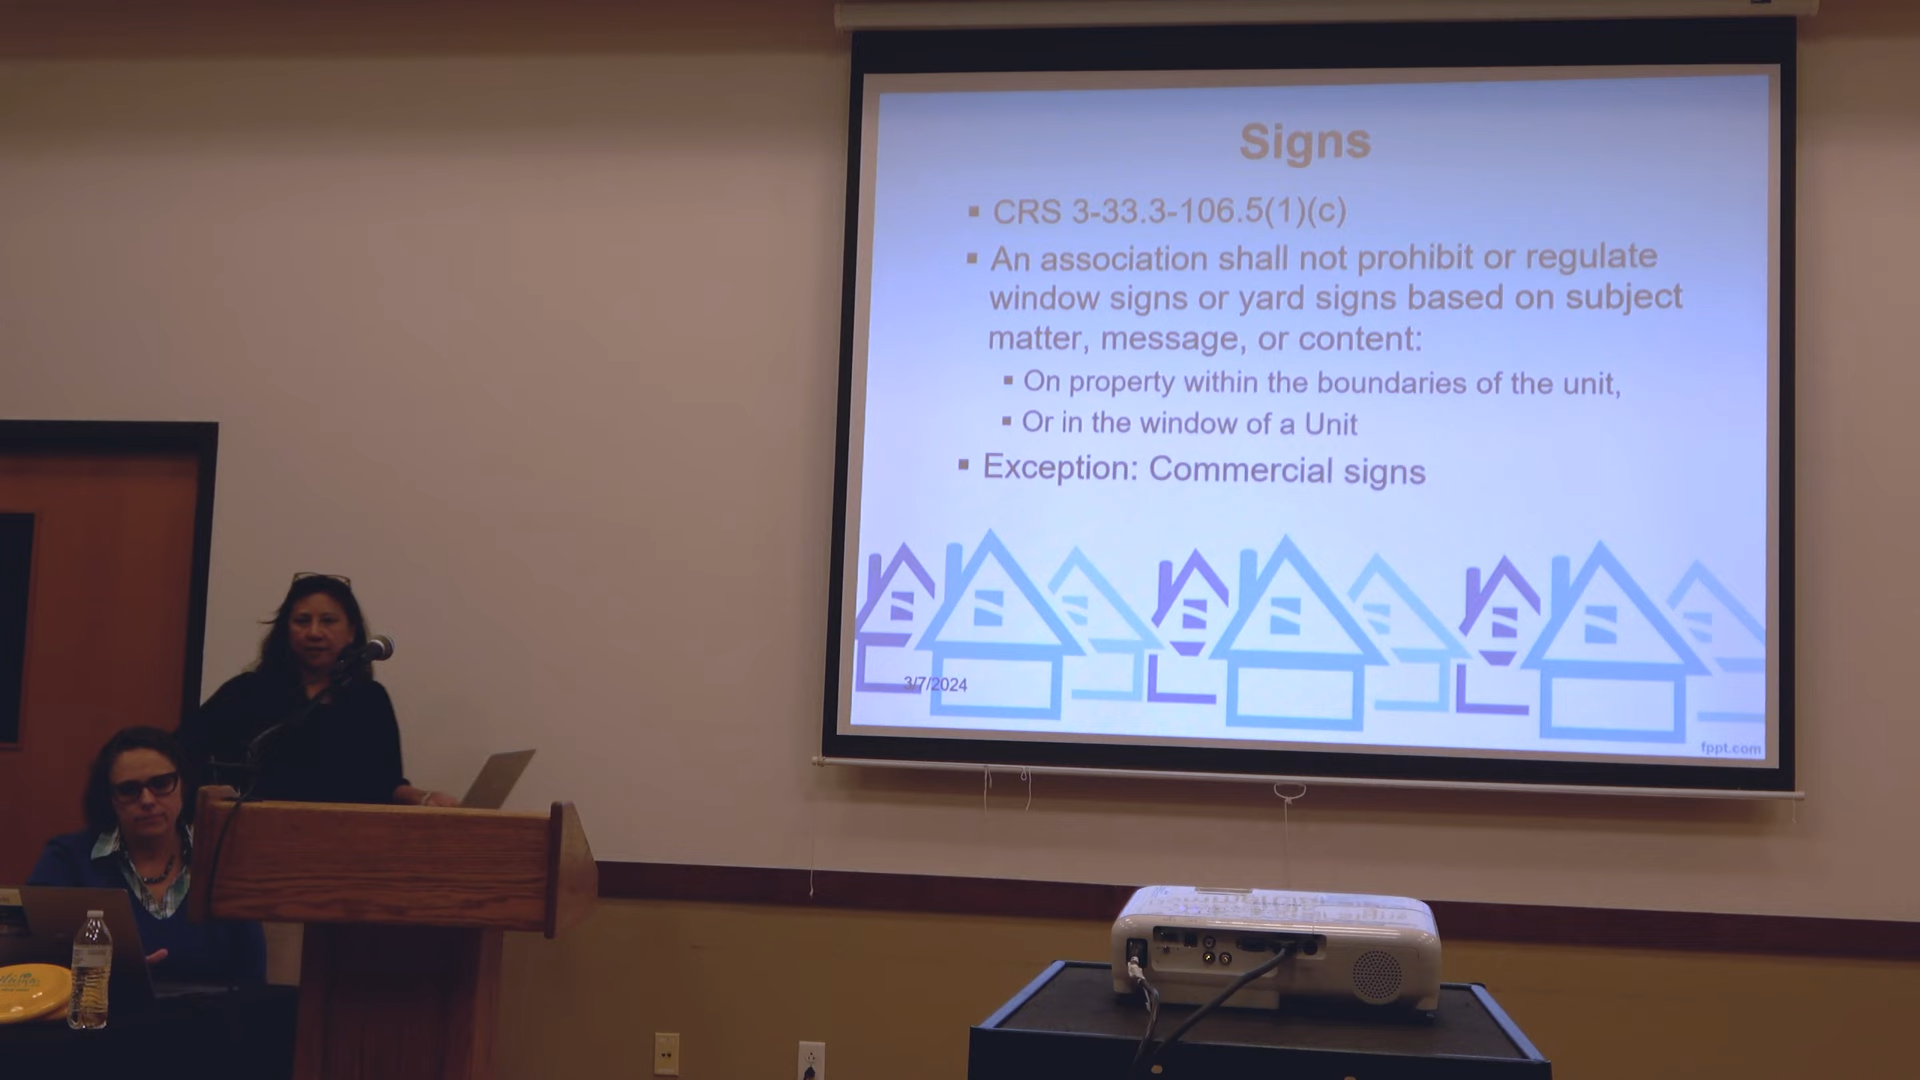 Signs
▪ CRS 3-33.3-106.5(1)(c)
▪ An association shall not prohibit or regulate
window signs or yard signs based on subject
matter, message, or content:
▪ On property within the boundaries of the unit,
▪ Or in the window of a Unit
▪ Exception: Commercial signs
3/7/2024
fppt.com